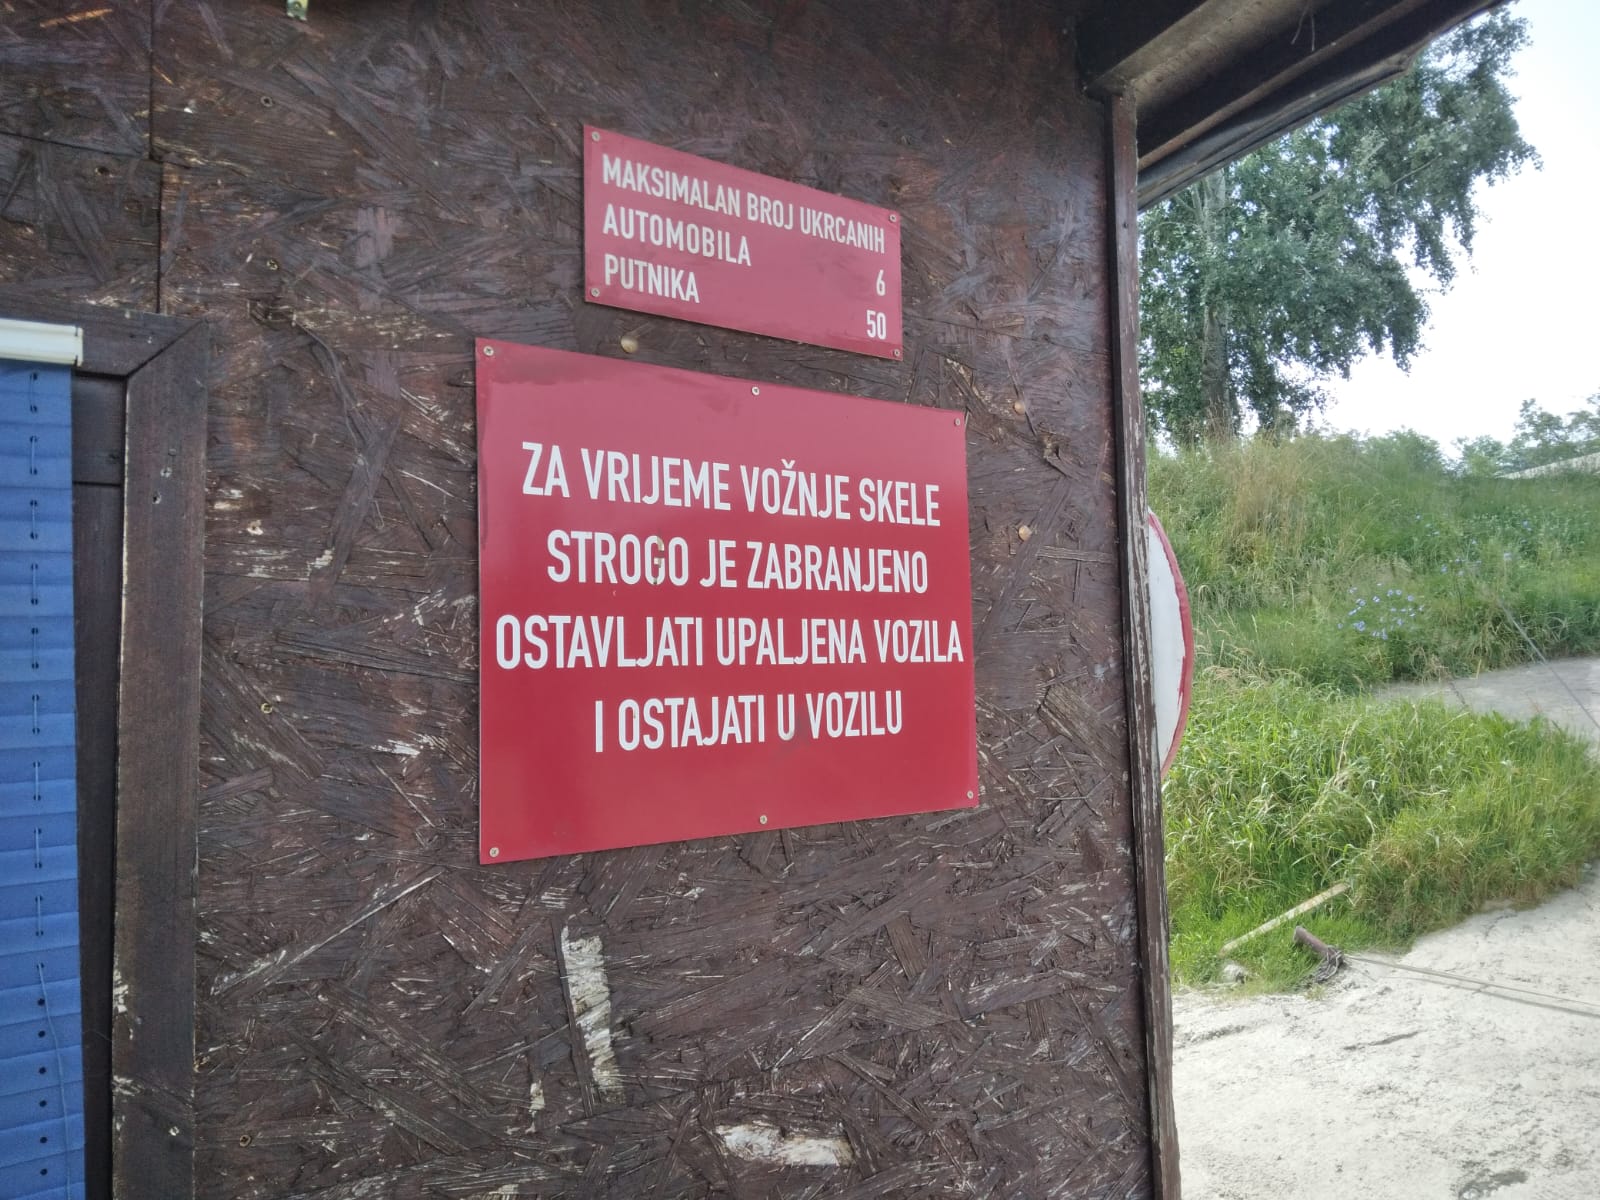 MAKSIMALAN BROJ UKRCANIH
AUTOMOBILA 6
PUTNIKA 50
ZA VRIJEME VOŽNJE SKELE
STROGO JE ZABRANJENO
OSTAVLJATI UPALJENA VOZILA
I OSTAJATI U VOZILU